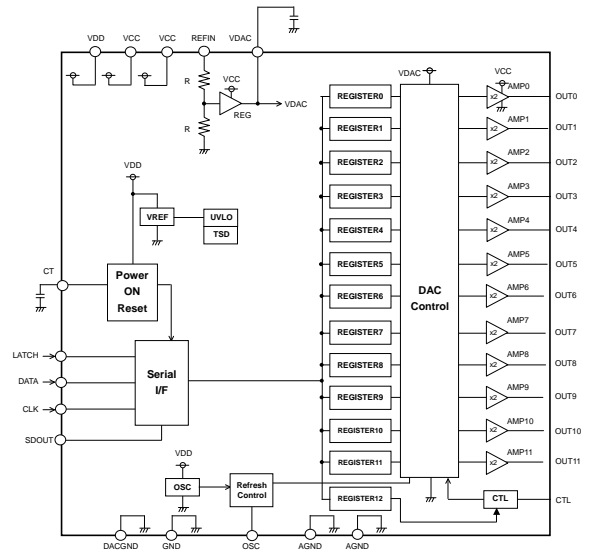 VDD VCC VCC REFIN VDAC
R
VCC
VDAC
REG
R
VDD
VREF
UVLO
TSD
CT
Power
ON
Reset
LATCH
DATA
CLK
SDOUT
Serial
I/F
VDD
OSC
Refresh
Control
REGISTER0
REGISTER1
REGISTER2
REGISTER3
REGISTER4
REGISTER5
REGISTER6
REGISTER7
REGISTER8
REGISTER9
REGISTER10
REGISTER11
REGISTER12
VDAC
DAC
Control
VCC
x2 AMP0 OUT0
x2 AMP1 OUT1
x2 AMP2 OUT2
x2 AMP3 OUT3
x2 AMP4 OUT4
x2 AMP5 OUT5
x2 AMP6 OUT6
x2 AMP7 OUT7
x2 AMP8 OUT8
x2 AMP9 OUT9
x2 AMP10 OUT10
x2 AMP11 OUT11
CTL CTL
DACGND GND OSC AGND AGND